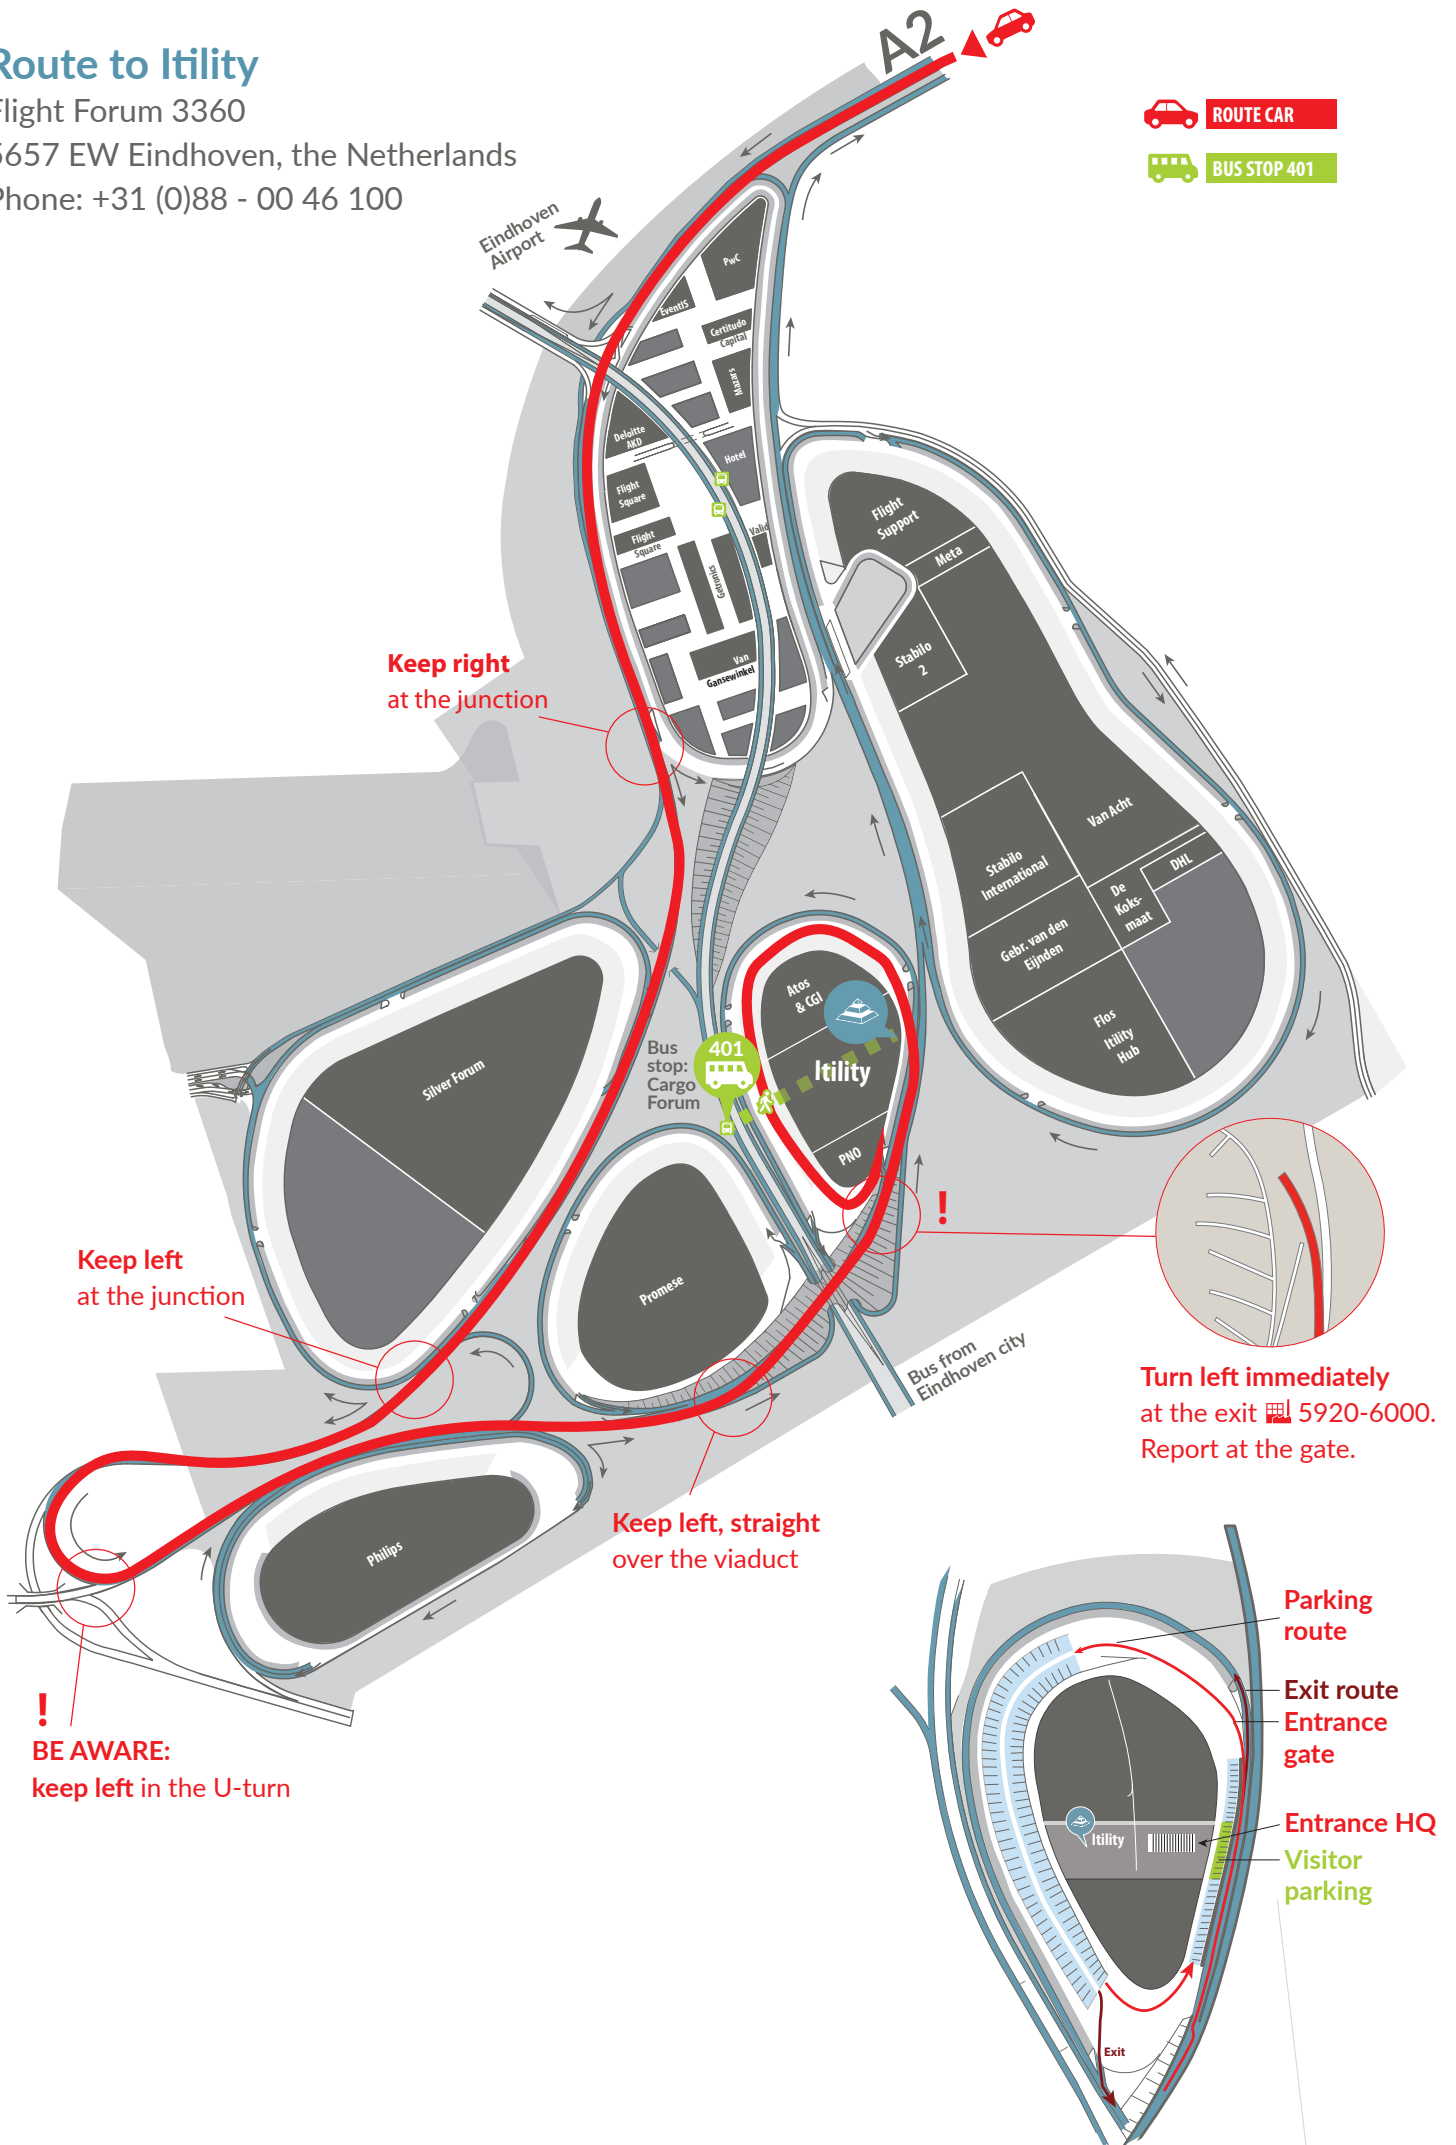 Route to Itility
Flight Forum 3360
5657 EW Eindhoven, the Netherlands
Phone: +31 (0)88 - 00 46 100
A2
ROUTE CAR
BUS STOP 401
Eindhoven
Airport
PwC
EventIS
Certitudo
Capital
Mazars
Deloitte
AKD
Hotel
Flight
Square
Flight
Square
Valid
Getronics
Van
Gansewinkel
Flight
Support
Meta
Stabilo
2
Keep right
at the junction
Van Acht
Stabilo
International
DHL
De
Koks-
maat
Gebr. van den
Eijnden
Flos
Itility
Hub
Atos
& CGI
Itility
PNO
Bus
stop:
Cargo
Forum
401
Silver Forum
Promese
!
Keep left
at the junction
Bus from
Eindhoven city
Turn left immediately
at the exit 5920-6000.
Report at the gate.
Keep left, straight
over the viaduct
Philips
!
BE AWARE:
keep left in the U-turn
Parking
route
Exit route
Entrance
gate
Entrance HQ
Visitor
parking
Itility
Exit